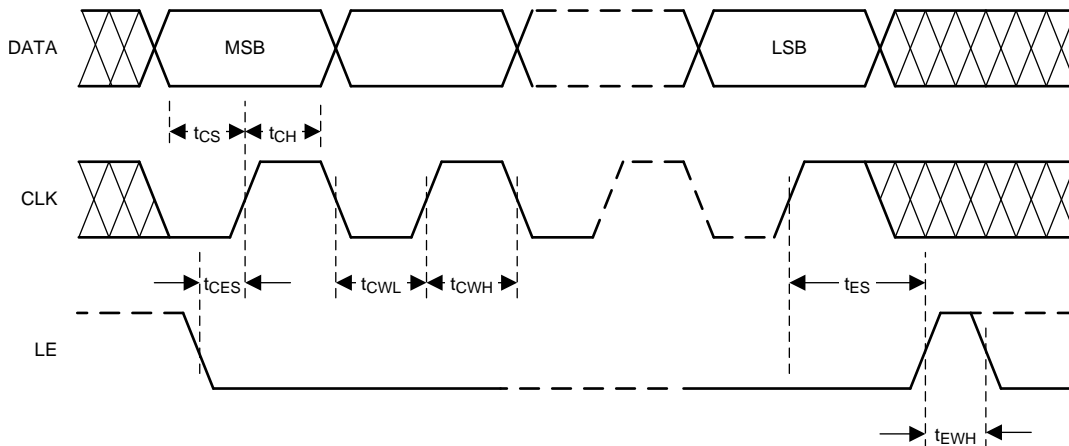 DATA
MSB
LSB
tCS
tCH
CLK
tCES
tCWL
tCWH
tES
LE
tEWH